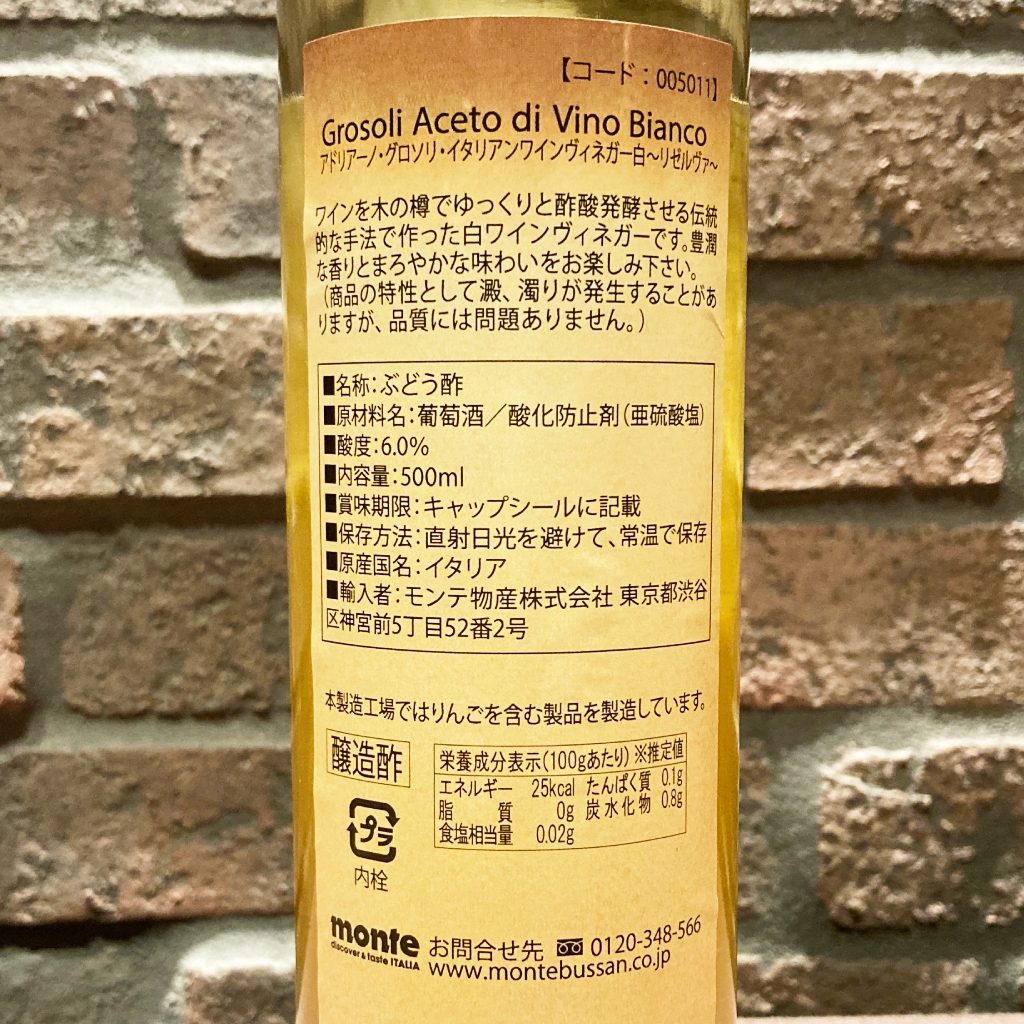 【コード：005011】
Grosoli Aceto di Vino Bianco
アドリアーノ・グロソリ・イタリアンワインヴィネガー白〜リゼルヴァ〜
ワインを木の樽でゆっくりと酢酸発酵させる伝統
的な手法で作った白ワインヴィネガーです。豊潤
な香りとまろやかな味わいをお楽しみ下さい。
（商品の特性として澱、濁りが発生することがあ
りますが、品質には問題ありません。）
■名称：ぶどう酢
■原材料名：葡萄酒／酸化防止剤（亜硫酸塩）
■酸度：6.0%
■内容量：500ml
■賞味期限：キャップシールに記載
■保存方法：直射日光を避けて、常温で保存
■原産国名：イタリア
■輸入者：モンテ物産株式会社 東京都渋谷
区神宮前5丁目52番2号
本製造工場ではりんごを含む製品を製造しています。
醸造酢
プラ
内栓
栄養成分表示（100gあたり）※推定値
エネルギー 25kcal たんぱく質 0.1g
脂質 0g 炭水化物 0.8g
食塩相当量 0.02g
monte
discover & taste ITALIA
お問合せ先 0120-348-566
www.montebussan.co.jp